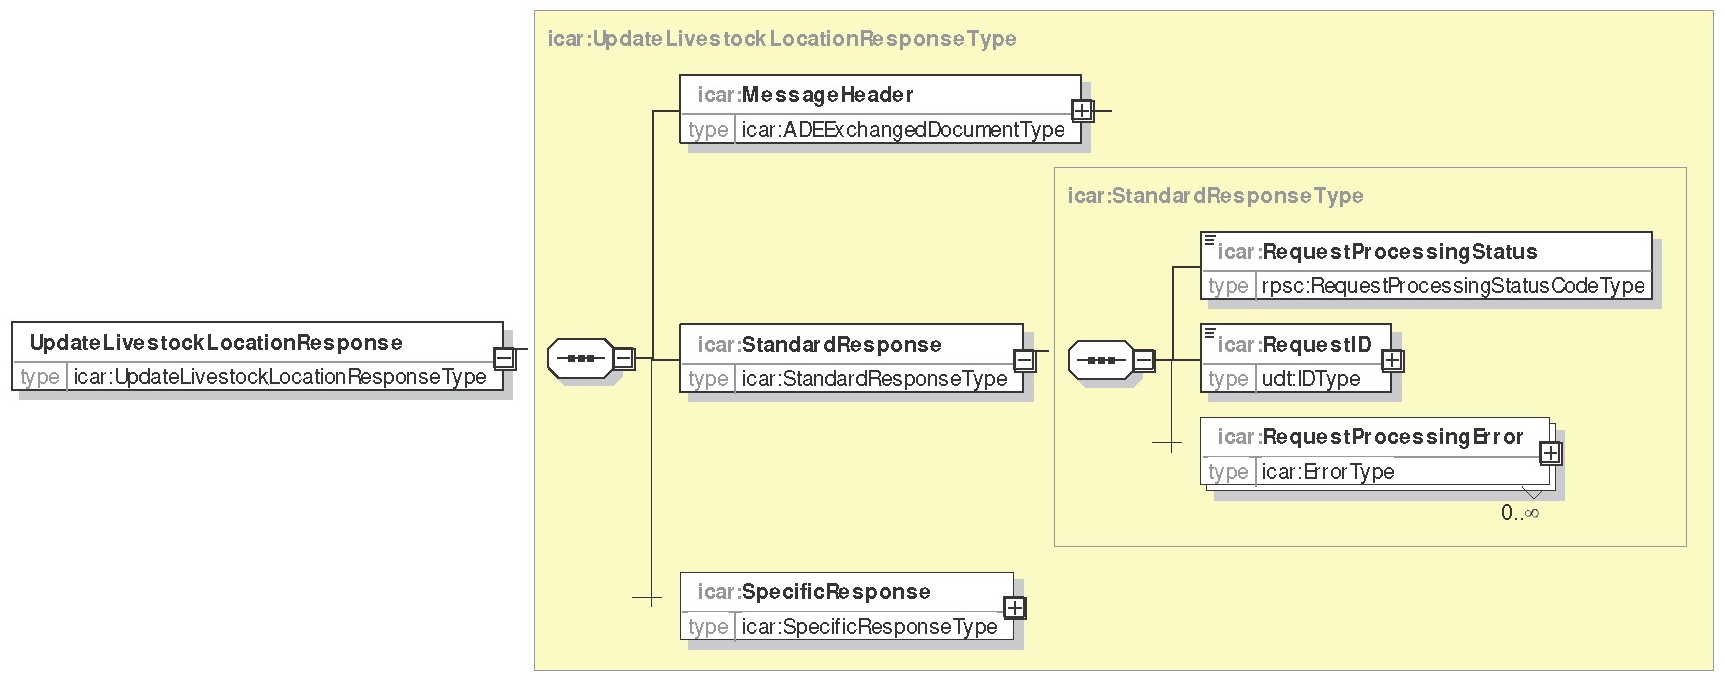 icar:UpdateLivestockLocationResponseType
icar:MessageHeader
type icar:ADEExchangedDocumentType
icar:StandardResponseType
icar:RequestProcessingStatus
type rpsc:RequestProcessingStatusCodeType
UpdateLivestockLocationResponse
type icar:UpdateLivestockLocationResponseType
icar:StandardResponse
type icar:StandardResponseType
icar:RequestID
type udt:IDType
icar:RequestProcessingError
type icar:ErrorType
0..∞
icar:SpecificResponse
type icar:SpecificResponseType